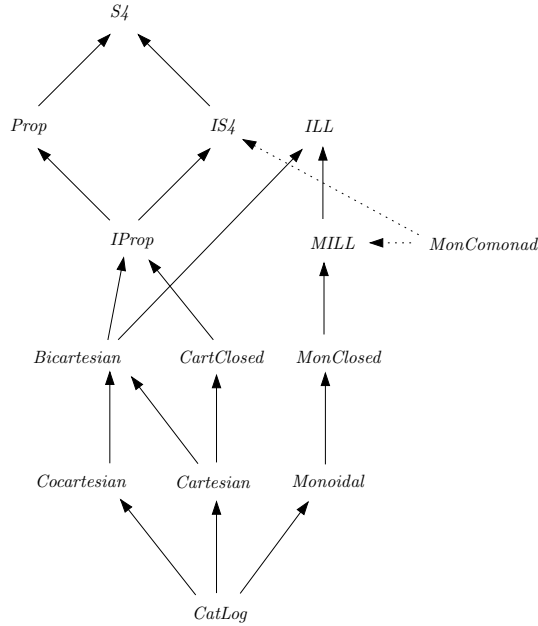 S4
Prop
IS4
ILL
IProp
MILL
MonComonad
Bicartesian
CartClosed
MonClosed
Cocartesian
Cartesian
Monoidal
CatLog